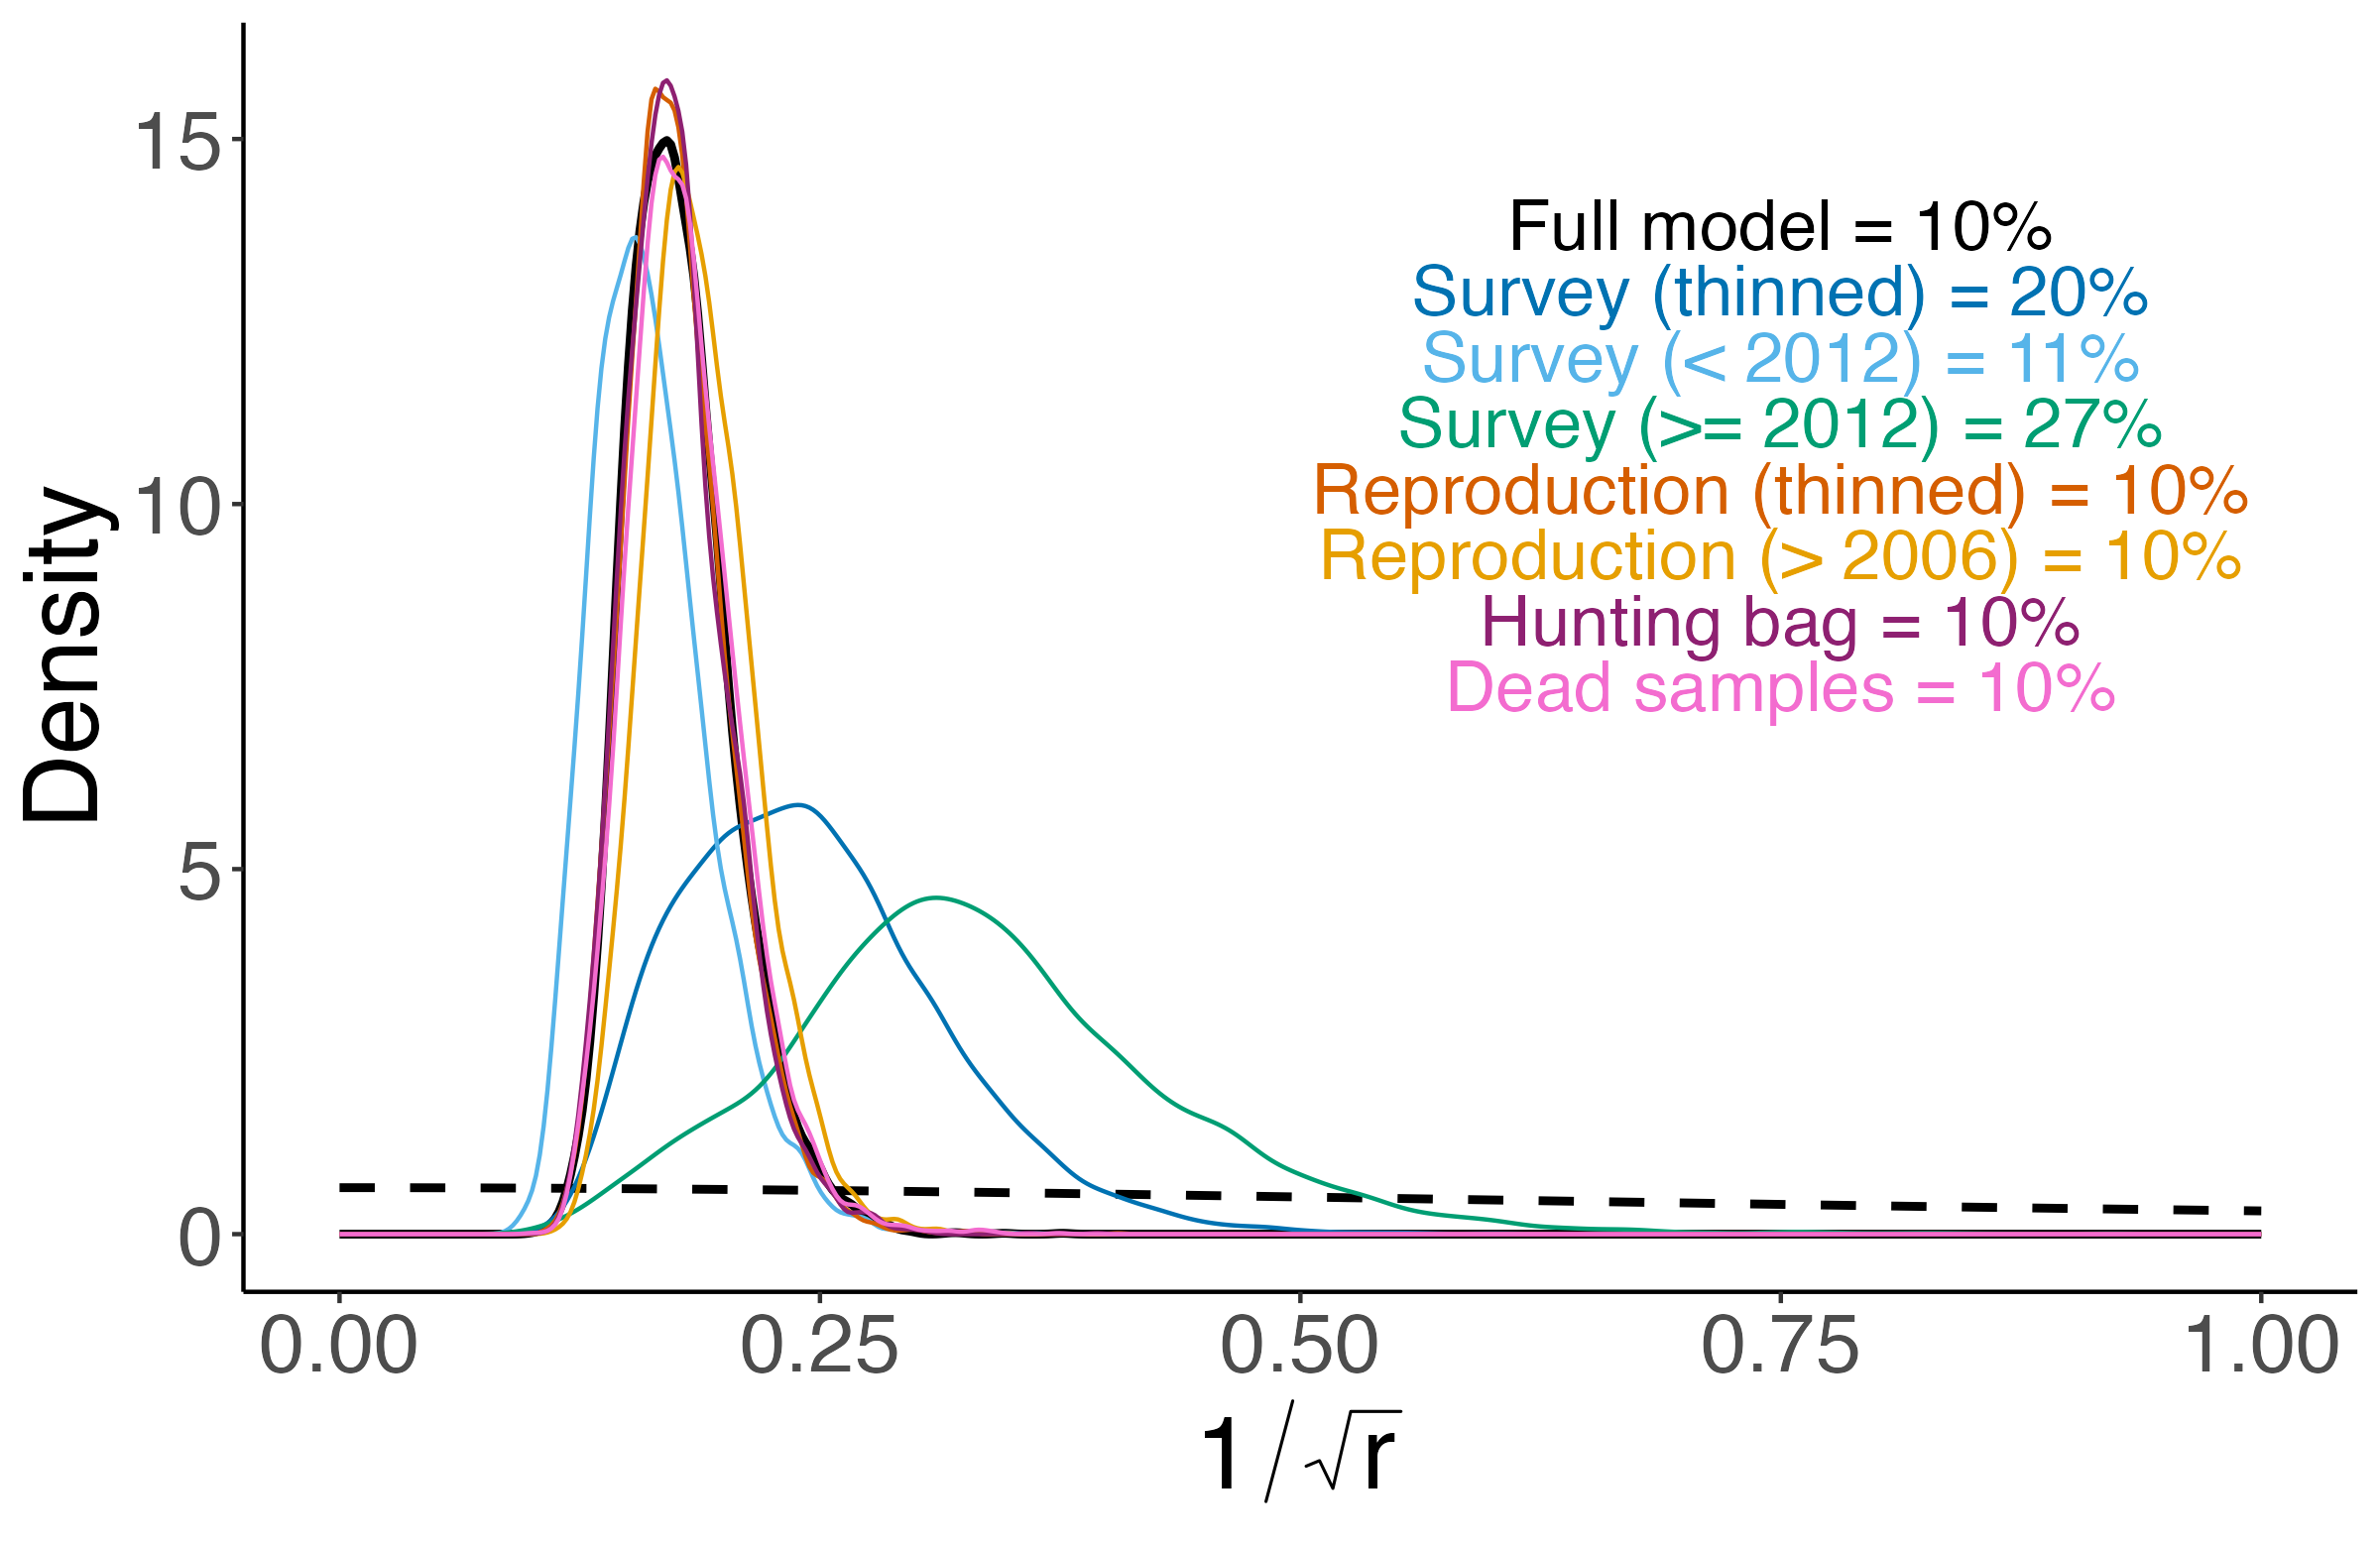 15
10
5
0
Density
Full model = 10%
Survey (thinned) = 20%
Survey (< 2012) = 11%
Survey (>= 2012) = 27%
Reproduction (thinned) = 10%
Reproduction (> 2006) = 10%
Hunting bag = 10%
Dead samples = 10%
0.00 0.25 0.50 0.75 1.00
1/√r